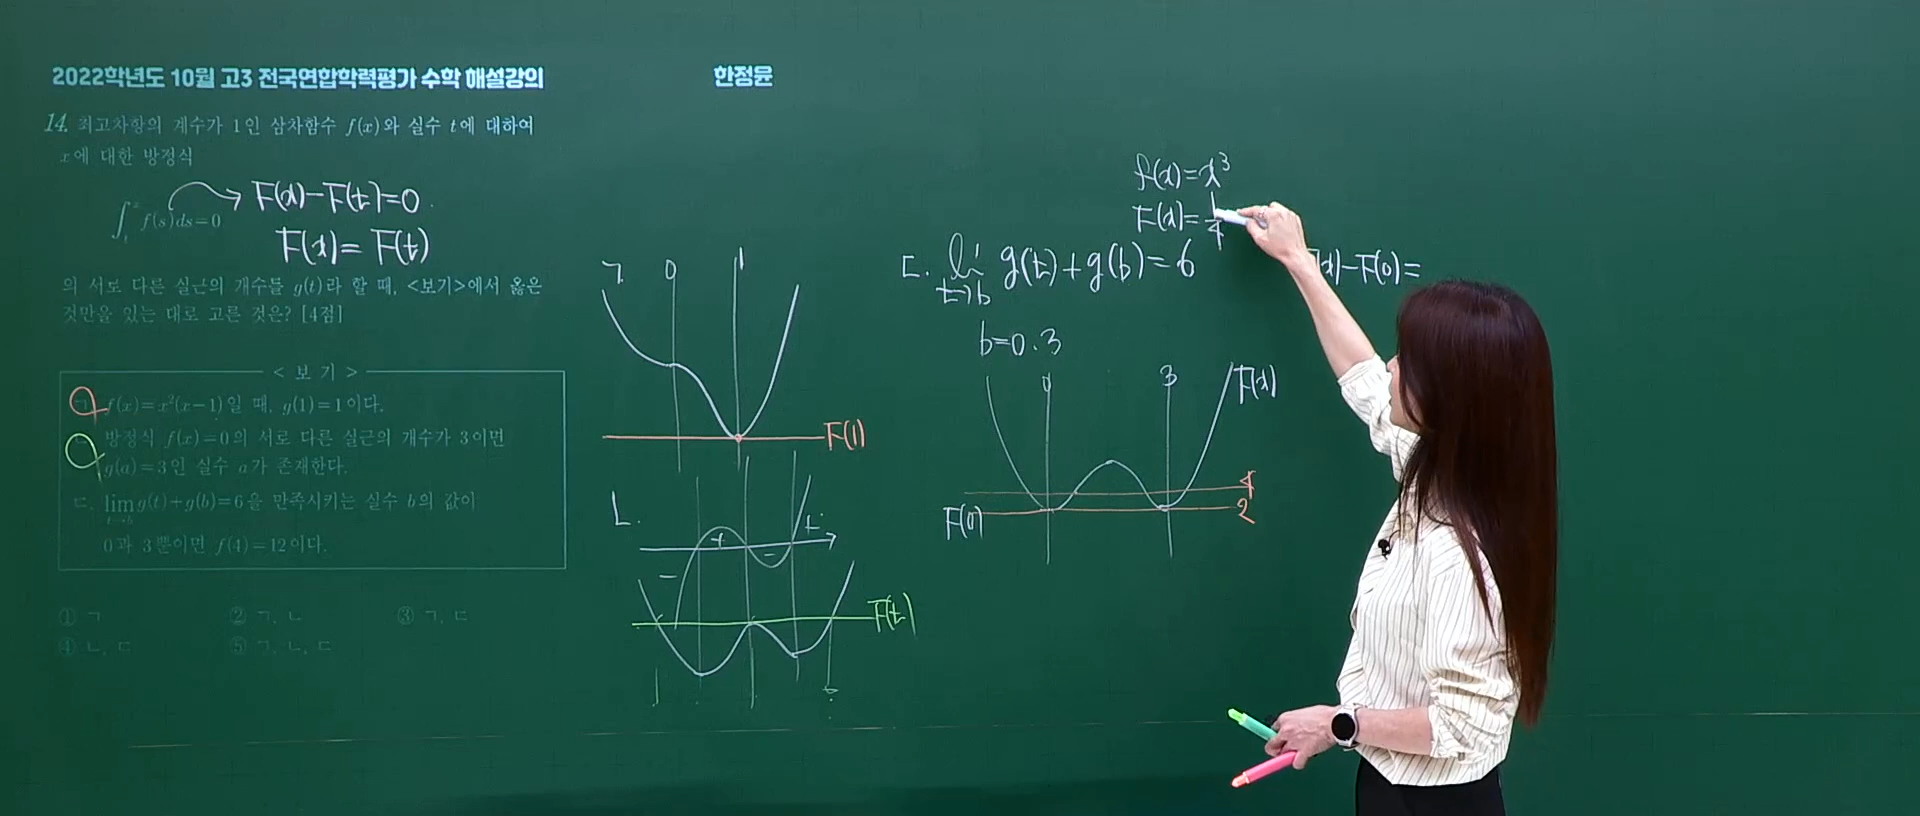 2022학년도 10월 고3 전국연합학력평가 수학 해설강의
한정윤
14. 최고차항의 계수가 1인 삼차함수 f(x)와 실수 t에 대하여
x에 대한 방정식
∫ₜˣ f(s)ds=0
F(x)-F(t)=0
F(x)=F(t)
의 서로 다른 실근의 개수를 g(t)라 할 때, <보기>에서 옳은
것만을 있는 대로 고른 것은? [4점]
< 보 기 >
f(x)=x²(x-1)일 때, g(1)=1이다.
방정식 f(x)=0의 서로 다른 실근의 개수가 3이면
g(a)=3인 실수 a가 존재한다.
ㄷ. lim g(t)+g(b)=6을 만족시키는 실수 b의 값이
0과 3뿐이면 f(4)=12이다.
① ㄱ
② ㄱ, ㄴ
③ ㄱ, ㄷ
④ ㄴ, ㄷ
⑤ ㄱ, ㄴ, ㄷ
ㄱ.
0
1
F(1)
ㄴ.
+
-
+
-
F(t)
f(x)=x³
F(x)=1/4
ㄷ. lim t→b g(t)+g(b)=6
-F(0)=
b=0.3
0
3
F(x)
4
2
F(0)